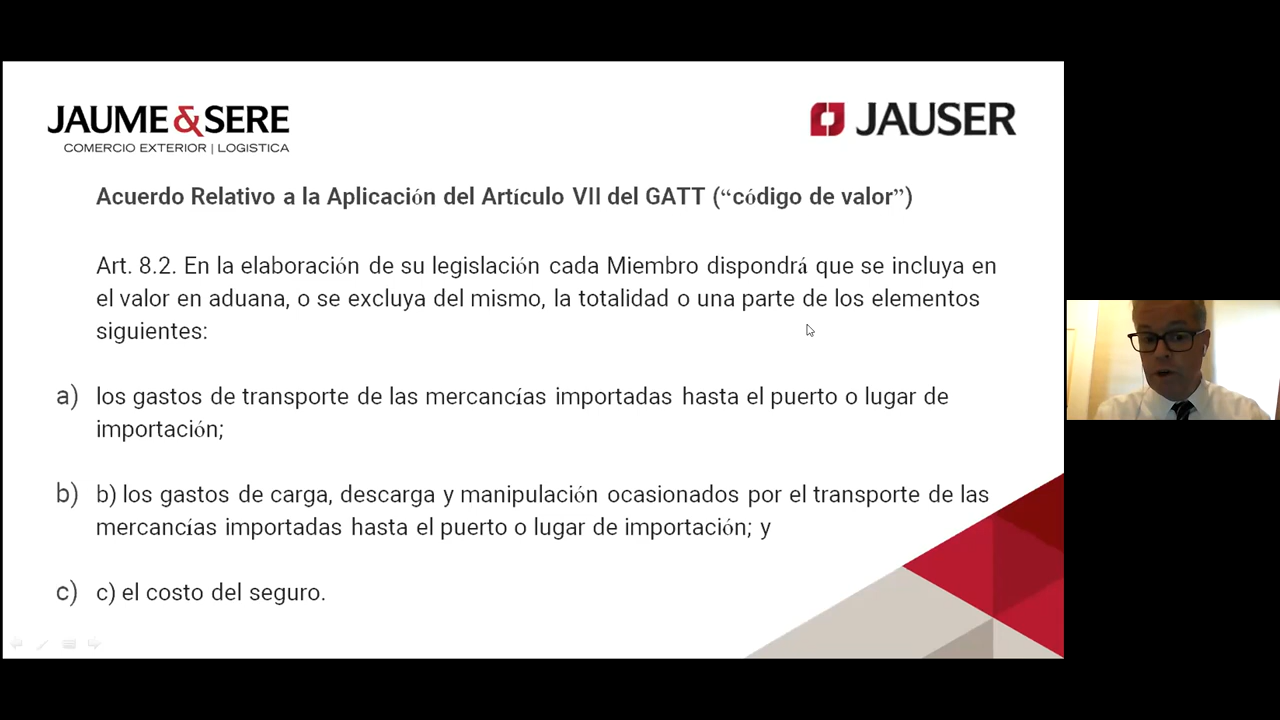 JAUME&SERE
COMERCIO EXTERIOR | LOGISTICA
JAUSER
Acuerdo Relativo a la Aplicación del Artículo VII del GATT (“código de valor”)
Art. 8.2. En la elaboración de su legislación cada Miembro dispondrá que se incluya en
el valor en aduana, o se excluya del mismo, la totalidad o una parte de los elementos
siguientes:
a) los gastos de transporte de las mercancías importadas hasta el puerto o lugar de
importación;
b) b) los gastos de carga, descarga y manipulación ocasionados por el transporte de las
mercancías importadas hasta el puerto o lugar de importación; y
c) c) el costo del seguro.